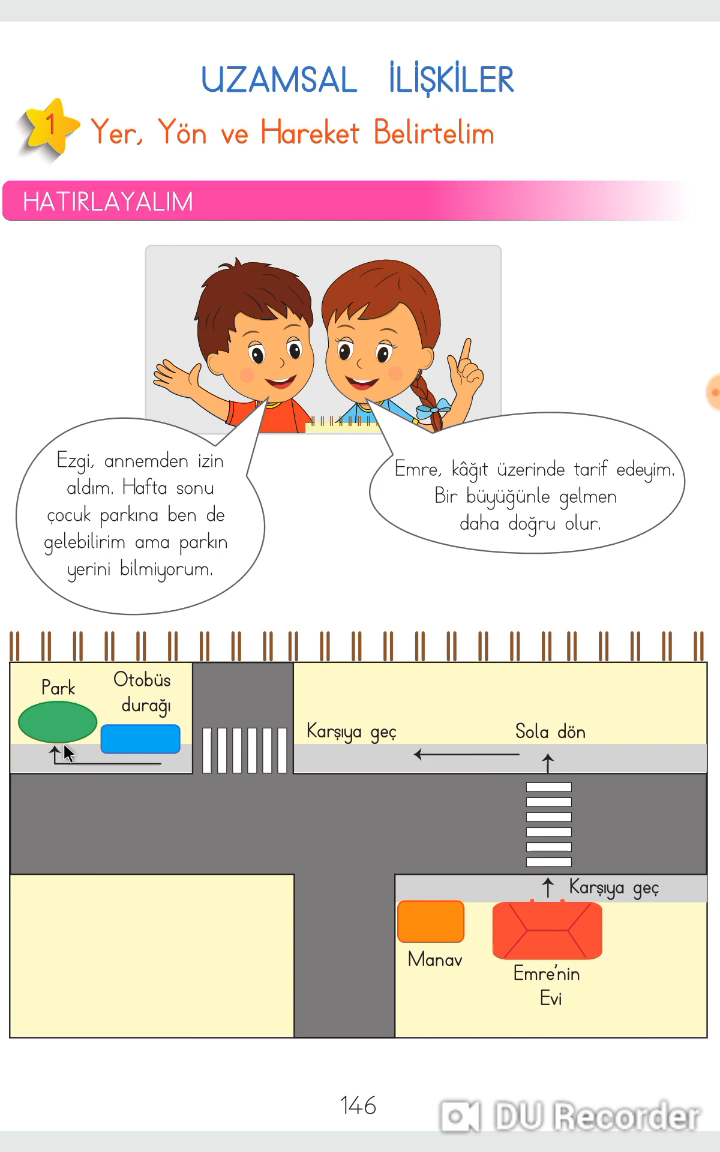 UZAMSAL İLİŞKİLER
1
Yer, Yön ve Hareket Belirtelim
HATIRLAYALIM
Ezgi, annemden izin
aldım. Hafta sonu
çocuk parkına ben de
gelebilirim ama parkın
yerini bilmiyorum.
Emre, kâğıt üzerinde tarif edeyim.
Bir büyüğünle gelmen
daha doğru olur.
Park
Otobüs
durağı
Karşıya geç
Sola dön
Karşıya geç
Manav
Emre'nin
Evi
146
DU Recorder